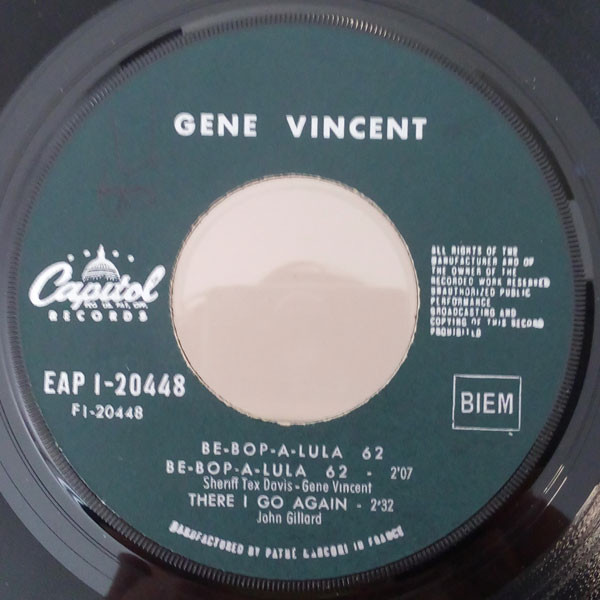 GENE VINCENT
Capitol
RECORDS
ALL RIGHTS OF THE
MANUFACTURER AND OF
THE OWNER OF THE
RECORDED WORK RESERVED
UNAUTHORIZED PUBLIC
PERFORMANCE
BROADCASTING AND
COPYING OF THIS RECORD
PROHIBITED
EAP 1-20448
F1-20448
BIEM
BE-BOP-A-LULA 62
BE-BOP-A-LULA 62 - 2'07
Sheriff Tex Davis - Gene Vincent
THERE I GO AGAIN - 2'32
John Gillard
MANUFACTURED BY PATHÉ MARCONI IN FRANCE